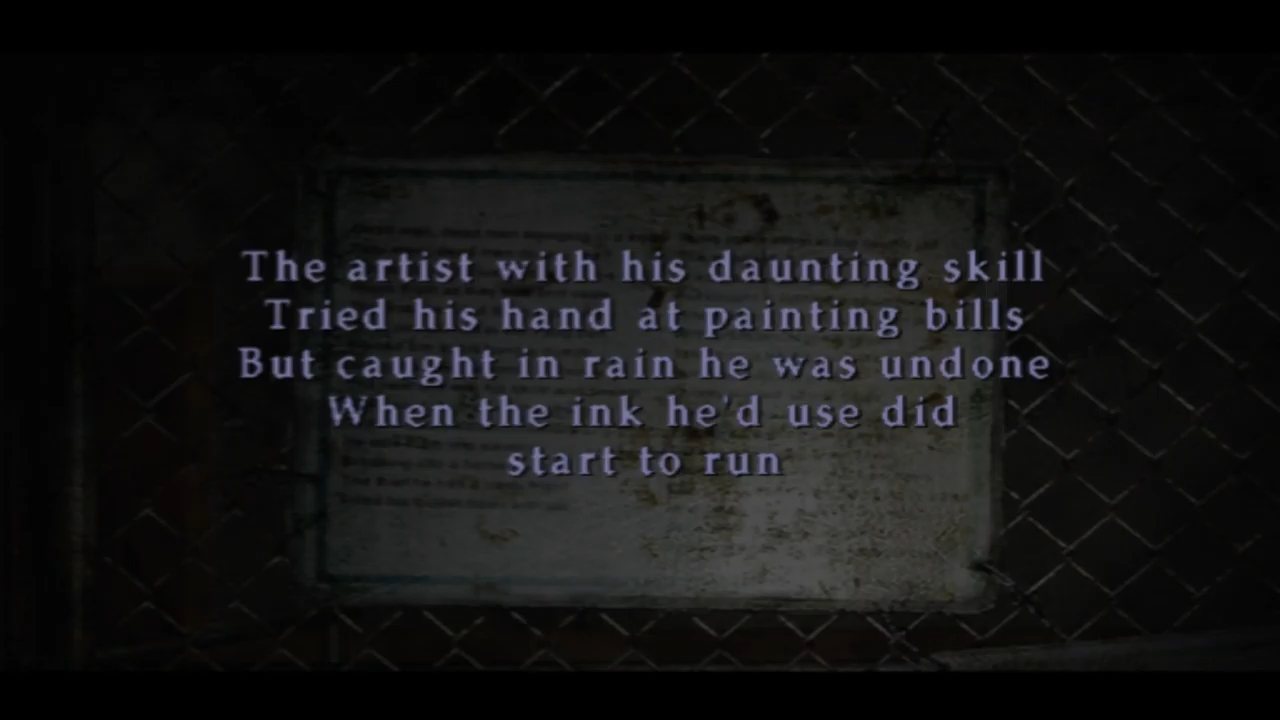 The artist with his daunting skill
Tried his hand at painting bills
But caught in rain he was undone
When the ink he'd use did
start to run